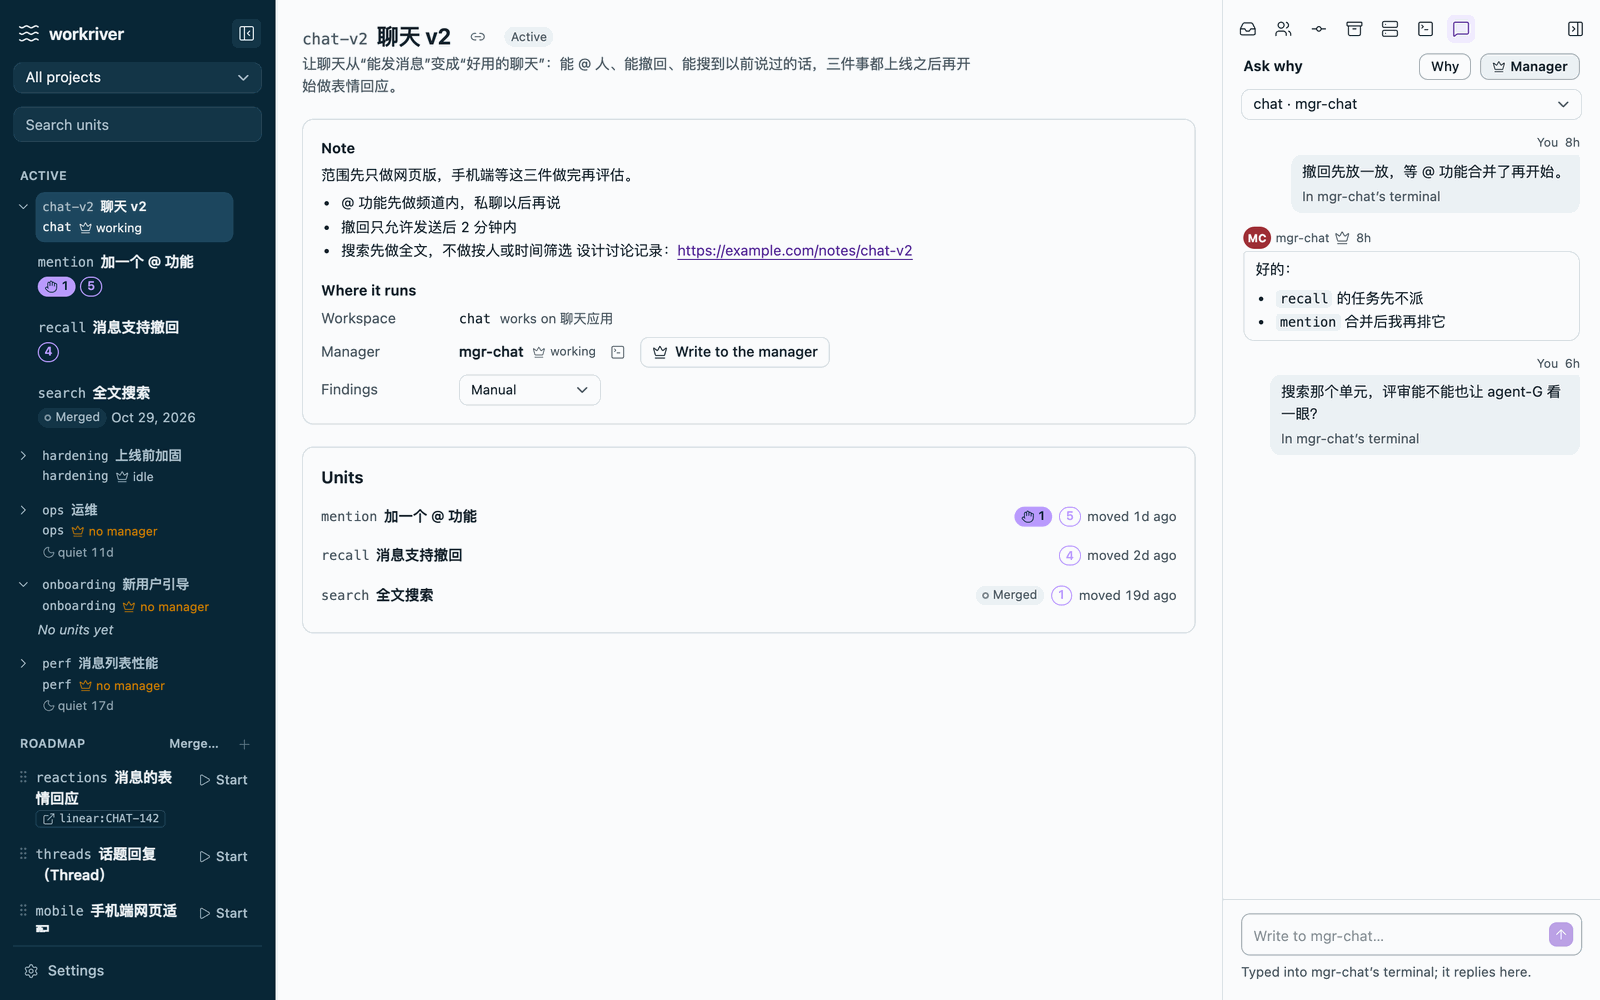 workriver
All projects
Search units
ACTIVE
chat-v2 聊天 v2
chat working
mention 加一个 @ 功能
1 5
recall 消息支持撤回
4
search 全文搜索
Merged Oct 29, 2026
hardening 上线前加固
hardening idle
ops 运维
ops no manager
quiet 11d
onboarding 新用户引导
onboarding no manager
No units yet
perf 消息列表性能
perf no manager
quiet 17d
ROADMAP Merge...
reactions 消息的表
情回应
Start
linear:CHAT-142
threads 话题回复
（Thread）
Start
mobile 手机端网页适
Start
Settings
chat-v2 聊天 v2 Active
让聊天从“能发消息”变成“好用的聊天”：能 @ 人、能撤回、能搜到以前说过的话，三件事都上线之后再开
始做表情回应。
Note
范围先只做网页版，手机端等这三件做完再评估。
• @ 功能先做频道内，私聊以后再说
• 撤回只允许发送后 2 分钟内
• 搜索先做全文，不做按人或时间筛选 设计讨论记录：https://example.com/notes/chat-v2
Where it runs
Workspace chat works on 聊天应用
Manager mgr-chat working Write to the manager
Findings Manual
Units
mention 加一个 @ 功能 1 5 moved 1d ago
recall 消息支持撤回 4 moved 2d ago
search 全文搜索 Merged 1 moved 19d ago
Ask why Why Manager
chat · mgr-chat
You 8h
撤回先放一放，等 @ 功能合并了再开始。
In mgr-chat’s terminal
MC mgr-chat 8h
好的：
• recall 的任务先不派
• mention 合并后我再排它
You 6h
搜索那个单元，评审能不能也让 agent-G 看
一眼？
In mgr-chat’s terminal
Write to mgr-chat...
Typed into mgr-chat’s terminal; it replies here.